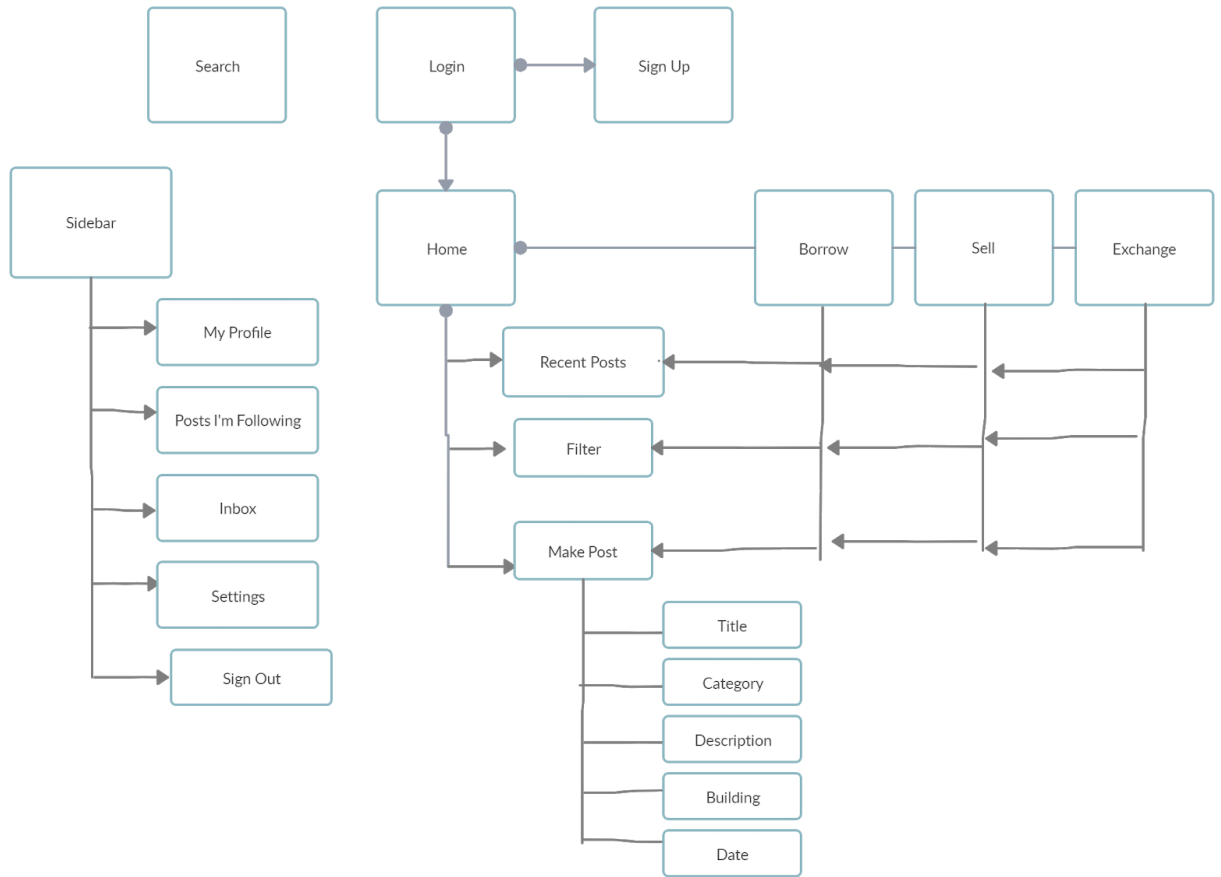 Search
Login
Sign Up
Sidebar
Home
Borrow
Sell
Exchange
My Profile
Recent Posts
Posts I'm Following
Filter
Inbox
Make Post
Settings
Title
Sign Out
Category
Description
Building
Date